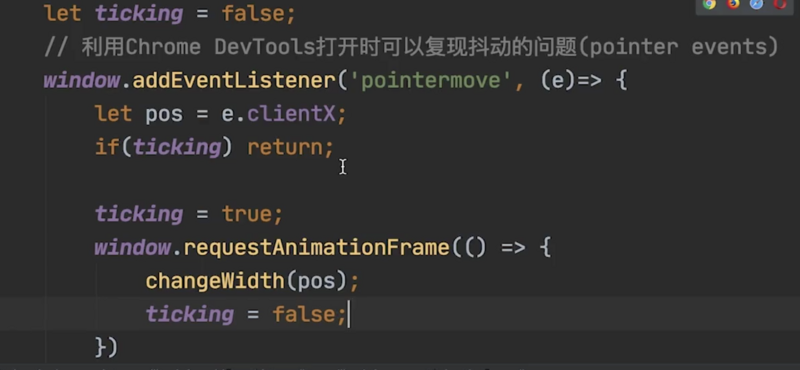 let ticking = false;
// 利用Chrome DevTools打开时可以复现抖动的问题(pointer events)
window.addEventListener('pointermove', (e)=> {
let pos = e.clientX;
if(ticking) return;
ticking = true;
window.requestAnimationFrame(() => {
changeWidth(pos);
ticking = false;
})